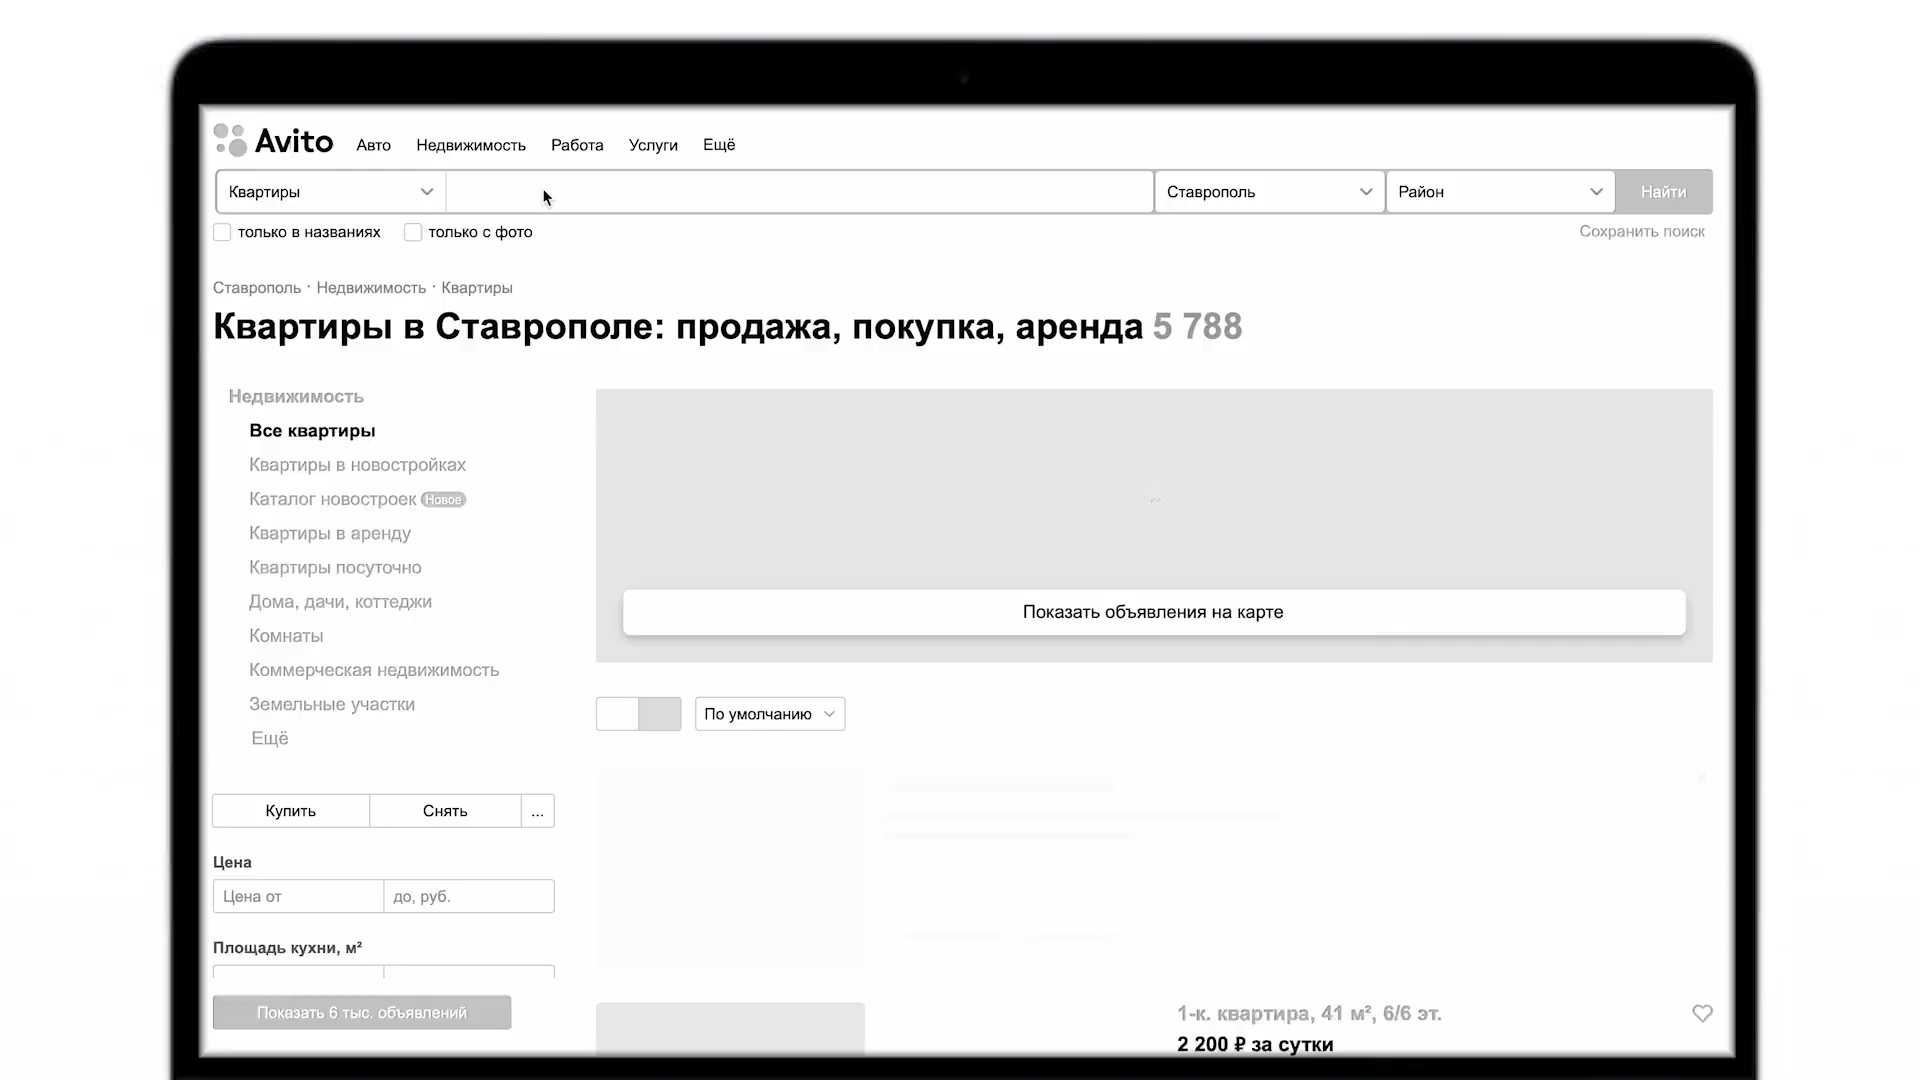 Avito Авто Недвижимость Работа Услуги Ещё
Квартиры Ставрополь Район Найти
только в названиях только с фото Сохранить поиск
Ставрополь · Недвижимость · Квартиры
Квартиры в Ставрополе: продажа, покупка, аренда 5 788
Недвижимость
Все квартиры
Квартиры в новостройках
Каталог новостроек Новое
Квартиры в аренду
Квартиры посуточно
Дома, дачи, коттеджи
Комнаты
Коммерческая недвижимость
Земельные участки
Ещё
Показать объявления на карте
По умолчанию
Купить Снять ...
Цена
Цена от до, руб.
Площадь кухни, м²
Показать 6 тыс. объявлений
1-к. квартира, 41 м², 6/6 эт.
2 200 ₽ за сутки